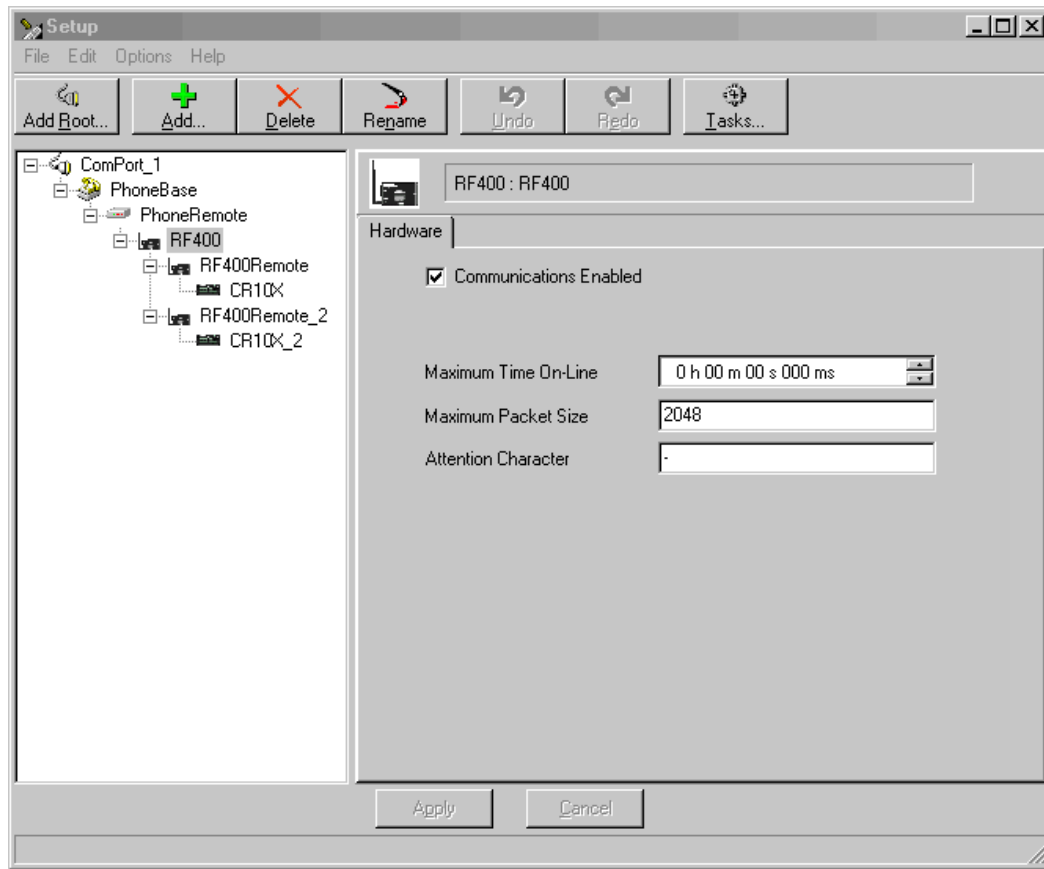 Setup
File Edit Options Help
Add Root... Add... Delete Rename Undo Redo Tasks...
ComPort_1
PhoneBase
PhoneRemote
RF400
RF400Remote
CR10X
RF400Remote_2
CR10X_2
RF400 : RF400
Hardware
Communications Enabled
Maximum Time On-Line 0 h 00 m 00 s 000 ms
Maximum Packet Size 2048
Attention Character -
Apply Cancel